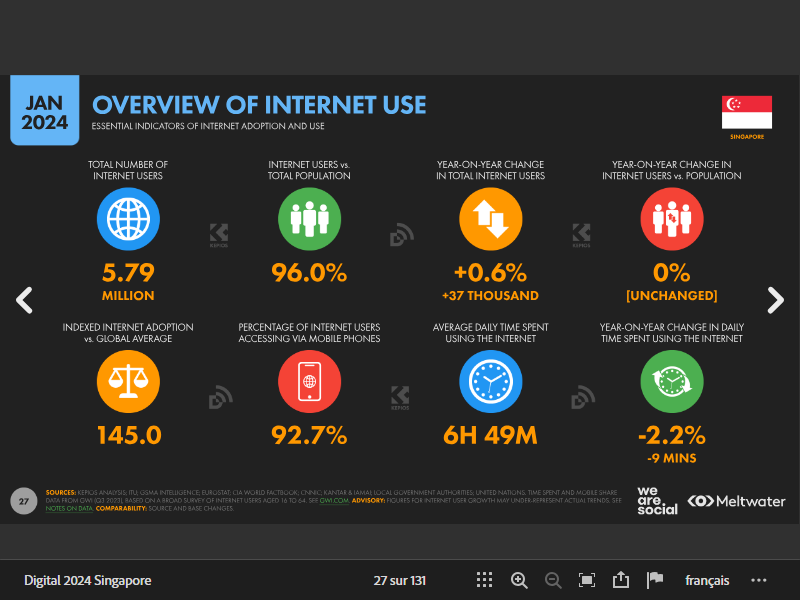 JAN
2024
OVERVIEW OF INTERNET USE
ESSENTIAL INDICATORS OF INTERNET ADOPTION AND USE
SINGAPORE
TOTAL NUMBER OF
INTERNET USERS
INTERNET USERS vs.
TOTAL POPULATION
YEAR-ON-YEAR CHANGE
IN TOTAL INTERNET USERS
YEAR-ON-YEAR CHANGE IN
INTERNET USERS vs. POPULATION
KEPIOS
KEPIOS
5.79
MILLION
96.0%
+0.6%
+37 THOUSAND
0%
[UNCHANGED]
INDEXED INTERNET ADOPTION
vs. GLOBAL AVERAGE
PERCENTAGE OF INTERNET USERS
ACCESSING VIA MOBILE PHONES
AVERAGE DAILY TIME SPENT
USING THE INTERNET
YEAR-ON-YEAR CHANGE IN DAILY
TIME SPENT USING THE INTERNET
KEPIOS
145.0
92.7%
6H 49M
-2.2%
-9 MINS
27
SOURCES: KEPIOS ANALYSIS; ITU; GSMA INTELLIGENCE; EUROSTAT; CIA WORLD FACTBOOK; CNNIC; KANTAR & IAMAI; LOCAL GOVERNMENT AUTHORITIES; UNITED NATIONS. TIME SPENT AND MOBILE SHARE
DATA FROM GWI (Q3 2023), BASED ON A BROAD SURVEY OF INTERNET USERS AGED 16 TO 64. SEE GWI.COM. ADVISORY: FIGURES FOR INTERNET USER GROWTH MAY UNDER-REPRESENT ACTUAL TRENDS. SEE
NOTES ON DATA. COMPARABILITY: SOURCE AND BASE CHANGES.
we
are.
social
Meltwater
Digital 2024 Singapore
27 sur 131
français